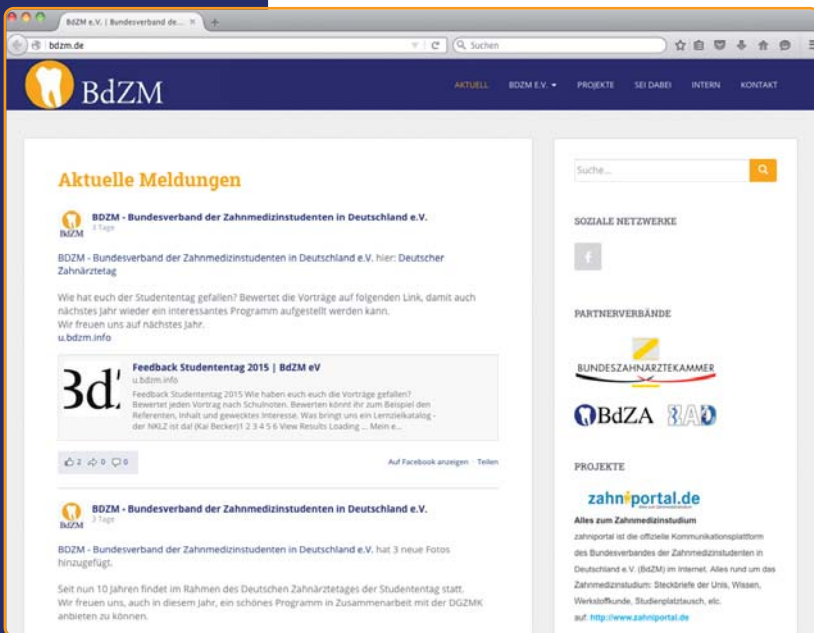 BdZM e.V. | Bundesverband de...
bdzm.de
Suchen
BdZM
AKTUELL BDZM E.V. PROJEKTE SEI DABEI INTERN KONTAKT
Aktuelle Meldungen
BdZM
BDZM - Bundesverband der Zahnmedizinstudenten in Deutschland e.V.
3 Tage
BDZM - Bundesverband der Zahnmedizinstudenten in Deutschland e.V. hier: Deutscher
Zahnärztetag
Wie hat euch der Studententag gefallen? Bewertet die Vorträge auf folgenden Link, damit auch
nächstes Jahr wieder ein interessantes Programm aufgestellt werden kann.
Wir freuen uns auf nächstes Jahr.
u.bdzm.info
Feedback Studententag 2015 | BdZM eV
u.bdzm.info
Feedback Studententag 2015 Wie haben euch euch die Vorträge gefallen?
Bewertet jeden Vortrag nach Schulnoten. Bewerten könnt ihr zum Beispiel den
Referenten, Inhalt und gewecktes Interesse. Was bringt uns ein Lernzielkatalog -
der NKLZ ist da! (Kai Becker)1 2 3 4 5 6 View Results Loading ... Mein e...
2 0 0
Auf Facebook anzeigen · Teilen
BdZM
BDZM - Bundesverband der Zahnmedizinstudenten in Deutschland e.V.
3 Tage
BDZM - Bundesverband der Zahnmedizinstudenten in Deutschland e.V. hat 3 neue Fotos
hinzugefügt.
Seit nun 10 Jahren findet im Rahmen des Deutschen Zahnärztetages der Studententag statt.
Wir freuen uns, auch in diesem Jahr, ein schönes Programm in Zusammenarbeit mit der DGZMK
anbieten zu können.
Suche...
SOZIALE NETZWERKE
PARTNERVERBÄNDE
BUNDESZAHNÄRZTEKAMMER
BdZA
PROJEKTE
zahniportal.de
Alles zum Zahnmedizinstudium
zahniportal ist die offizielle Kommunikationsplattform
des Bundesverbandes der Zahnmedizinstudenten in
Deutschland e.V. (BdZM) im Internet. Alles rund um das
Zahnmedizinstudium: Steckbriefe der Unis, Wissen,
Werkstoffkunde, Studienplatztausch, etc.
auf: http://www.zahniportal.de